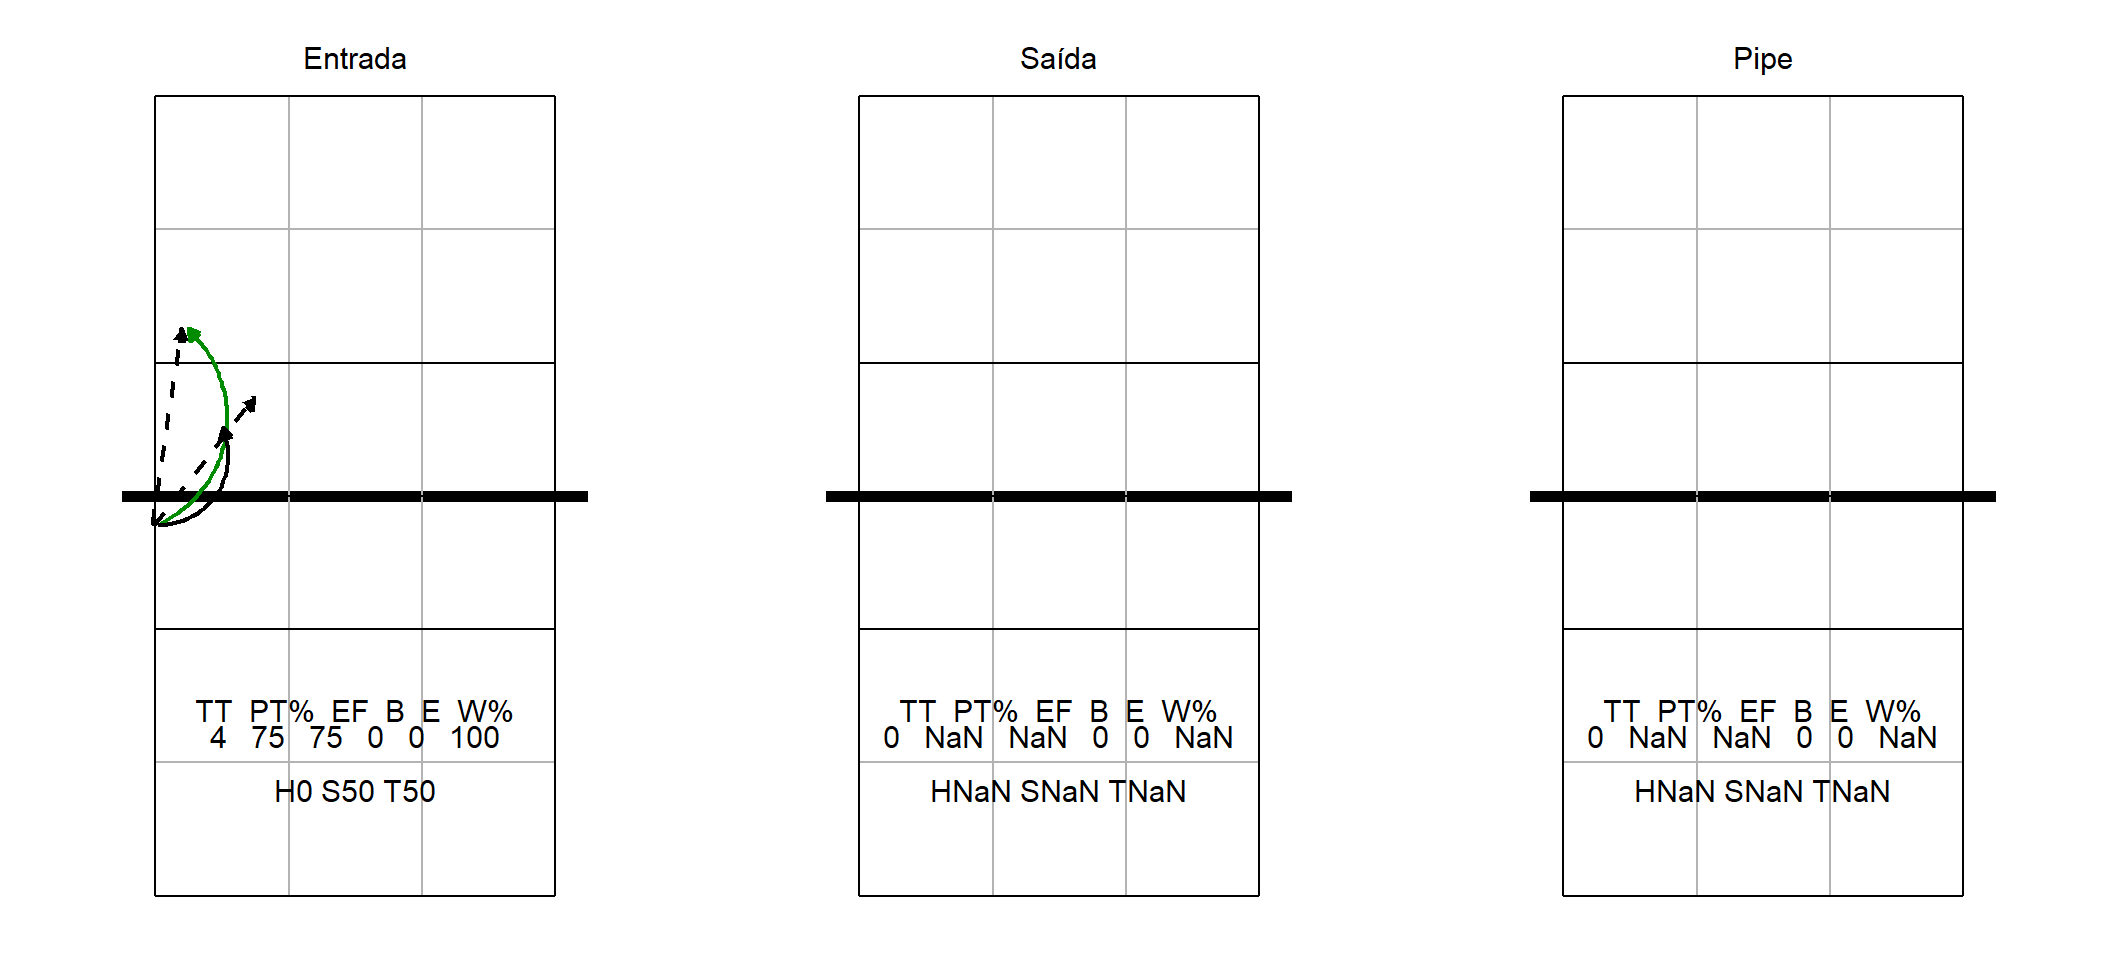 Entrada
TT PT% EF B E W%
4 75 75 0 0 100
H0 S50 T50
Saída
TT PT% EF B E W%
0 NaN NaN 0 0 NaN
HNaN SNaN TNaN
Pipe
TT PT% EF B E W%
0 NaN NaN 0 0 NaN
HNaN SNaN TNaN